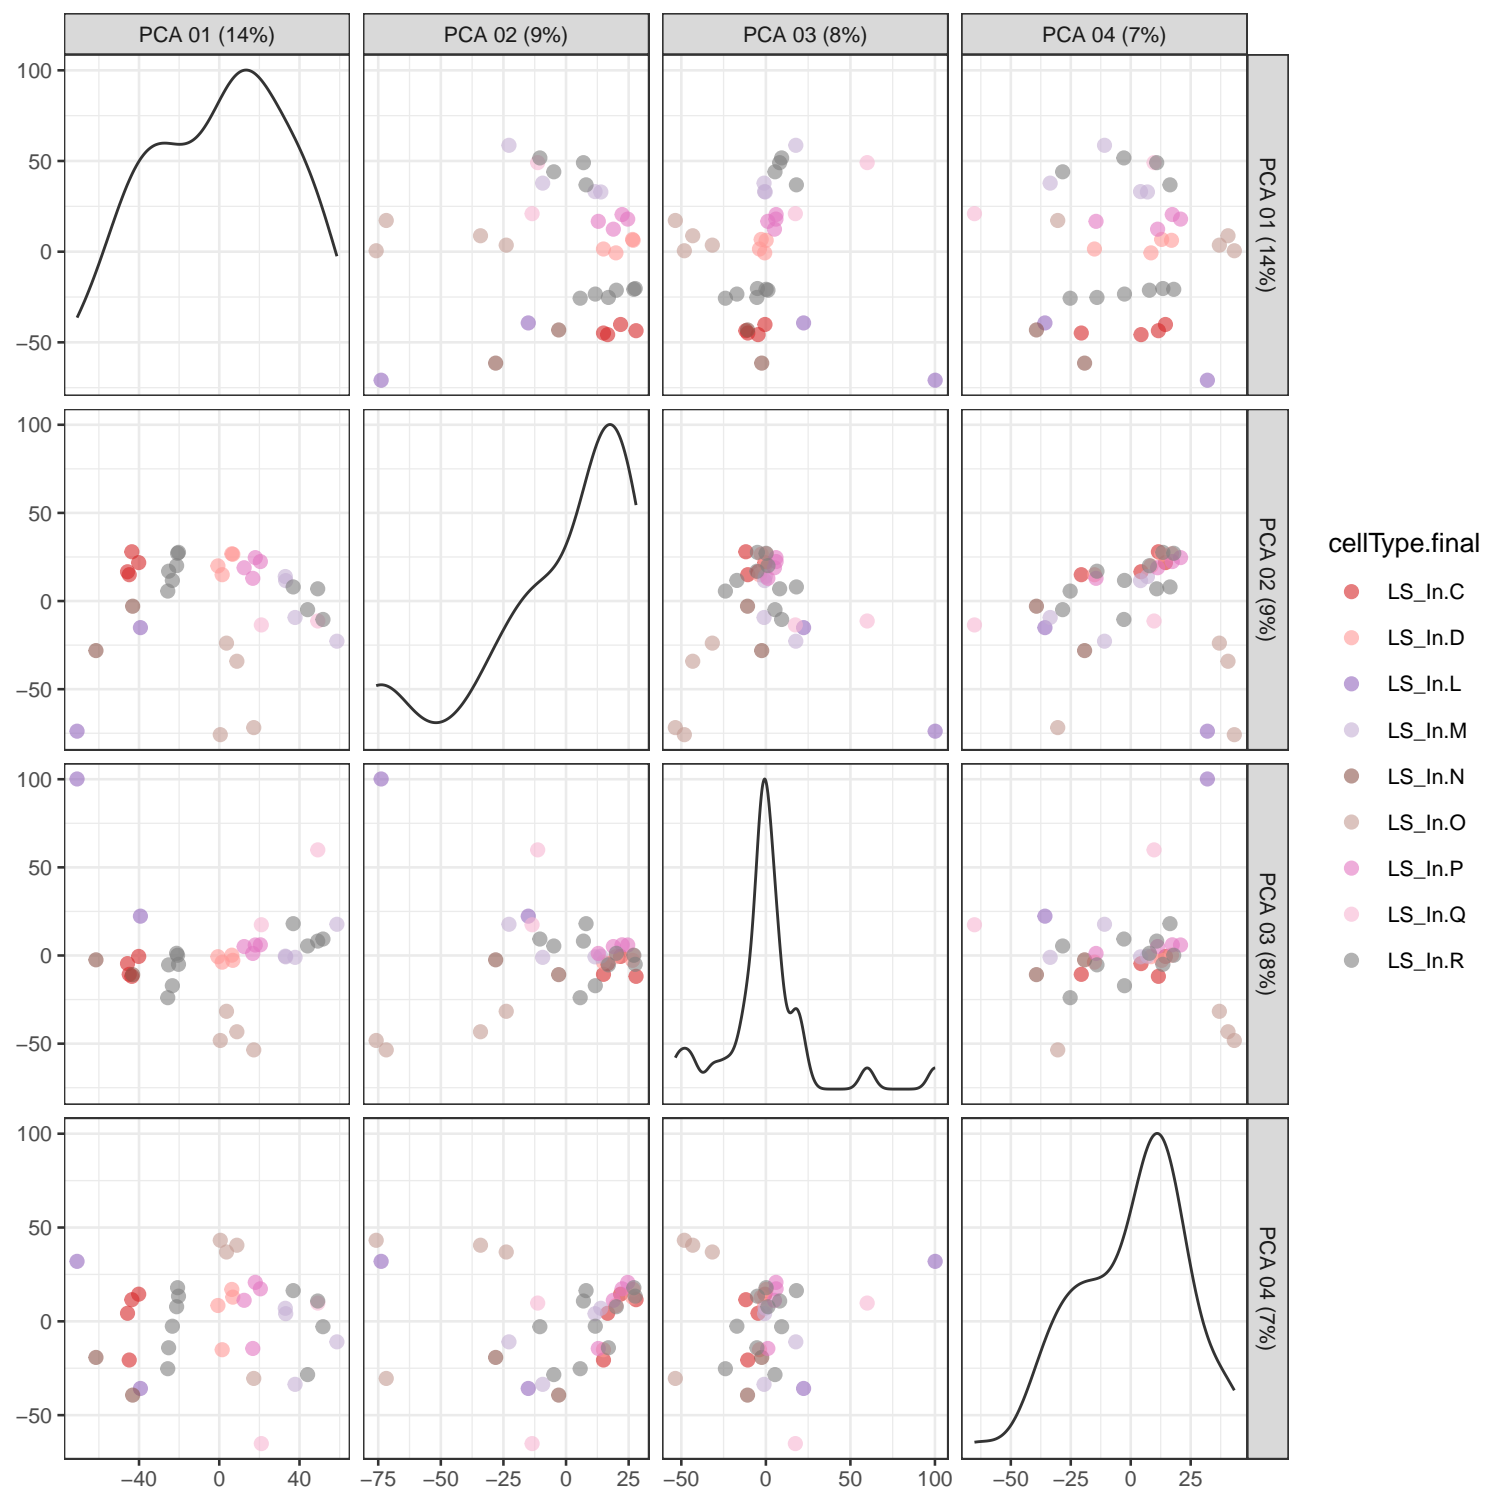 PCA 01 (14%)
PCA 02 (9%)
PCA 03 (8%)
PCA 04 (7%)
100
50
0
−50
PCA 01 (14%)
100
50
0
−50
PCA 02 (9%)
100
50
0
−50
PCA 03 (8%)
100
50
0
−50
PCA 04 (7%)
−40 0 40
−75 −50 −25 0 25
−50 0 50 100
−50 −25 0 25
cellType.final
LS_In.C
LS_In.D
LS_In.L
LS_In.M
LS_In.N
LS_In.O
LS_In.P
LS_In.Q
LS_In.R